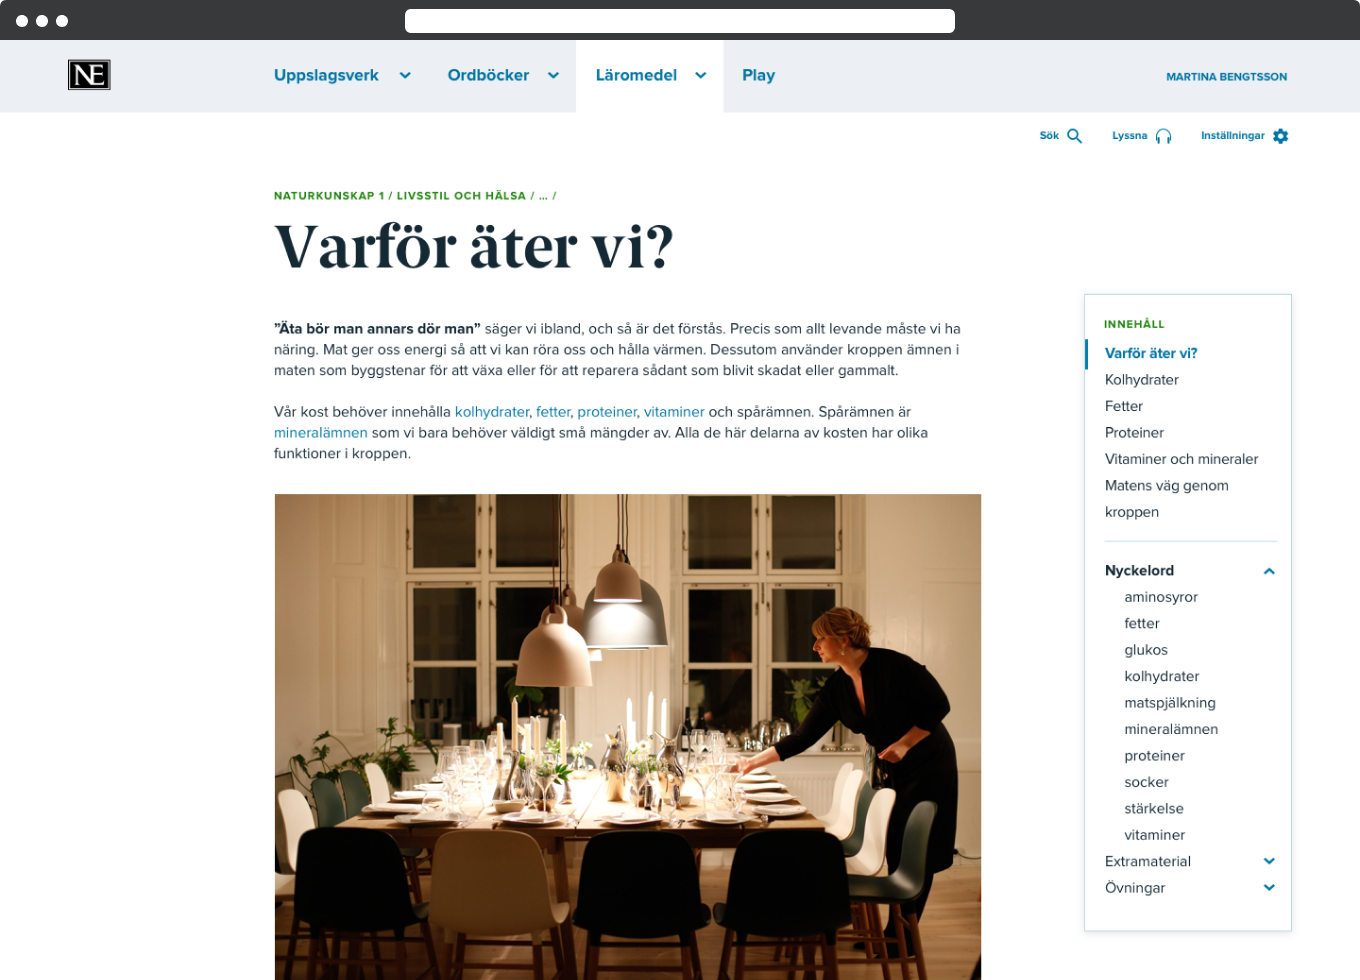 NE
Uppslagsverk
Ordböcker
Läromedel
Play
MARTINA BENGTSSON
Sök
Lyssna
Inställningar
NATURKUNSKAP 1 / LIVSSTIL OCH HÄLSA / ... /
Varför äter vi?
”Äta bör man annars dör man” säger vi ibland, och så är det förstås. Precis som allt levande måste vi ha
näring. Mat ger oss energi så att vi kan röra oss och hålla värmen. Dessutom använder kroppen ämnen i
maten som byggstenar för att växa eller för att reparera sådant som blivit skadat eller gammalt.
Vår kost behöver innehålla kolhydrater, fetter, proteiner, vitaminer och spårämnen. Spårämnen är
mineralämnen som vi bara behöver väldigt små mängder av. Alla de här delarna av kosten har olika
funktioner i kroppen.
INNEHÅLL
Varför äter vi?
Kolhydrater
Fetter
Proteiner
Vitaminer och mineraler
Matens väg genom
kroppen
Nyckelord
aminosyror
fetter
glukos
kolhydrater
matspjälkning
mineralämnen
proteiner
socker
stärkelse
vitaminer
Extramaterial
Övningar